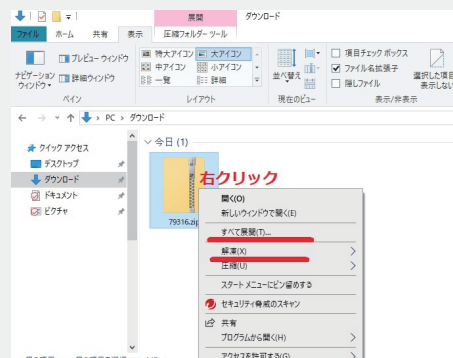 展開
ダウンロード
ファイル
ホーム
共有
表示
圧縮フォルダー ツール
ナビゲーション
ウィンドウ
プレビュー ウィンドウ
詳細ウィンドウ
特大アイコン
大アイコン
中アイコン
小アイコン
一覧
詳細
並べ替え
項目チェック ボックス
ファイル名拡張子
隠しファイル
選択した項目
表示しない
ペイン
レイアウト
現在のビュー
表示/非表示
PC
ダウンロード
クイック アクセス
デスクトップ
ダウンロード
ドキュメント
ピクチャ
今日 (1)
79316.zip
右クリック
開く(O)
新しいウィンドウで開く(E)
すべて展開(T)...
解凍(X)
圧縮(U)
スタート メニューにピン留めする
セキュリティ脅威のスキャン
共有
プログラムから開く(H)
アクセスを許可する(G)